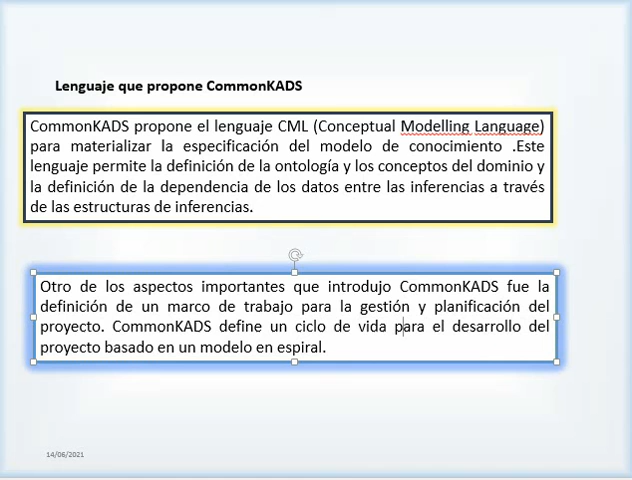 Lenguaje que propone CommonKADS
CommonKADS propone el lenguaje CML (Conceptual Modelling Language)
para materializar la especificación del modelo de conocimiento .Este
lenguaje permite la definición de la ontología y los conceptos del dominio y
la definición de la dependencia de los datos entre las inferencias a través
de las estructuras de inferencias.
Otro de los aspectos importantes que introdujo CommonKADS fue la
definición de un marco de trabajo para la gestión y planificación del
proyecto. CommonKADS define un ciclo de vida para el desarrollo del
proyecto basado en un modelo en espiral.
14/06/2021